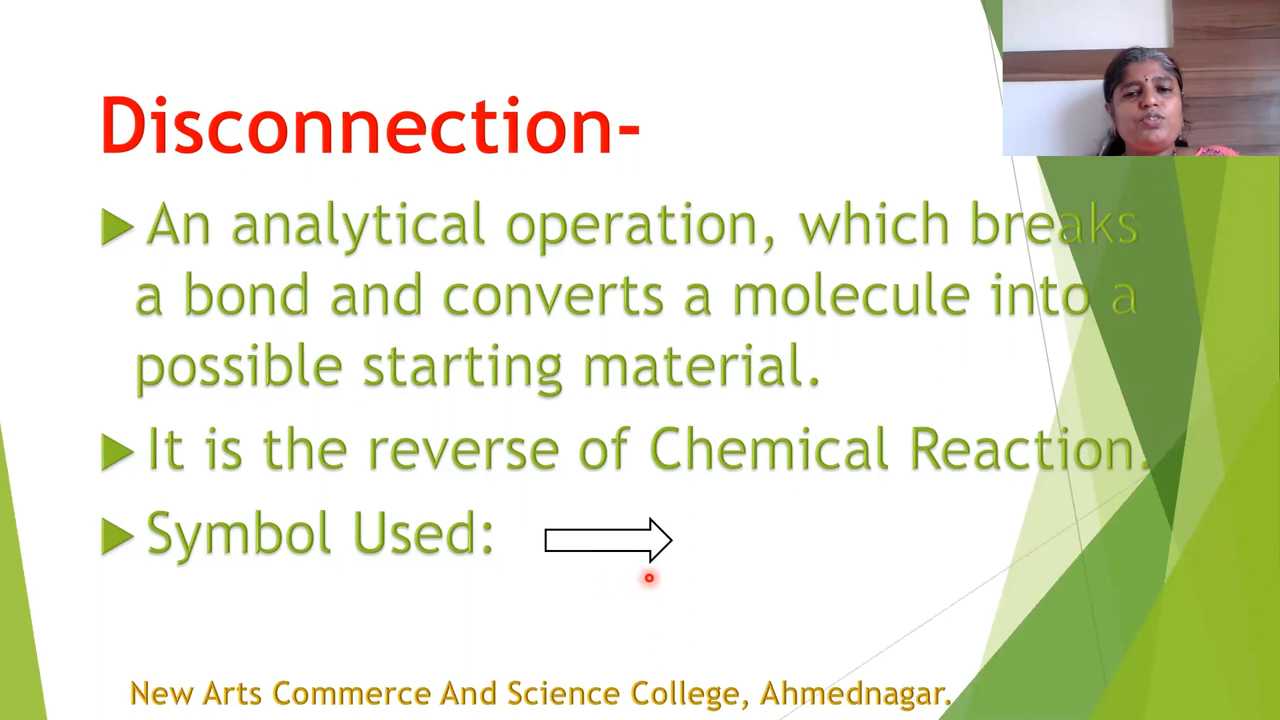 Disconnection-
An analytical operation, which breaks
a bond and converts a molecule into a
possible starting material.
It is the reverse of Chemical Reaction.
Symbol Used:
New Arts Commerce And Science College, Ahmednagar.